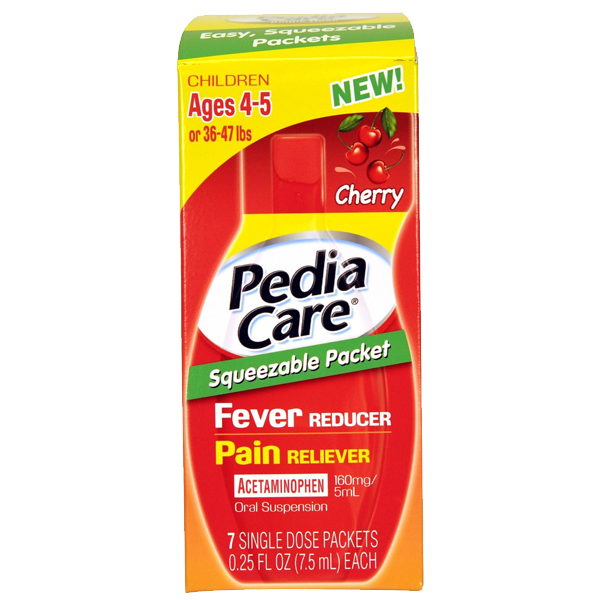 Easy, Squeezable
Packets
CHILDREN
Ages 4-5
or 36-47 lbs
NEW!
Cherry
Pedia
Care®
Squeezable Packet
Fever REDUCER
Pain RELIEVER
ACETAMINOPHEN 160mg/
5mL
Oral Suspension
7 SINGLE DOSE PACKETS
0.25 FL OZ (7.5 mL) EACH